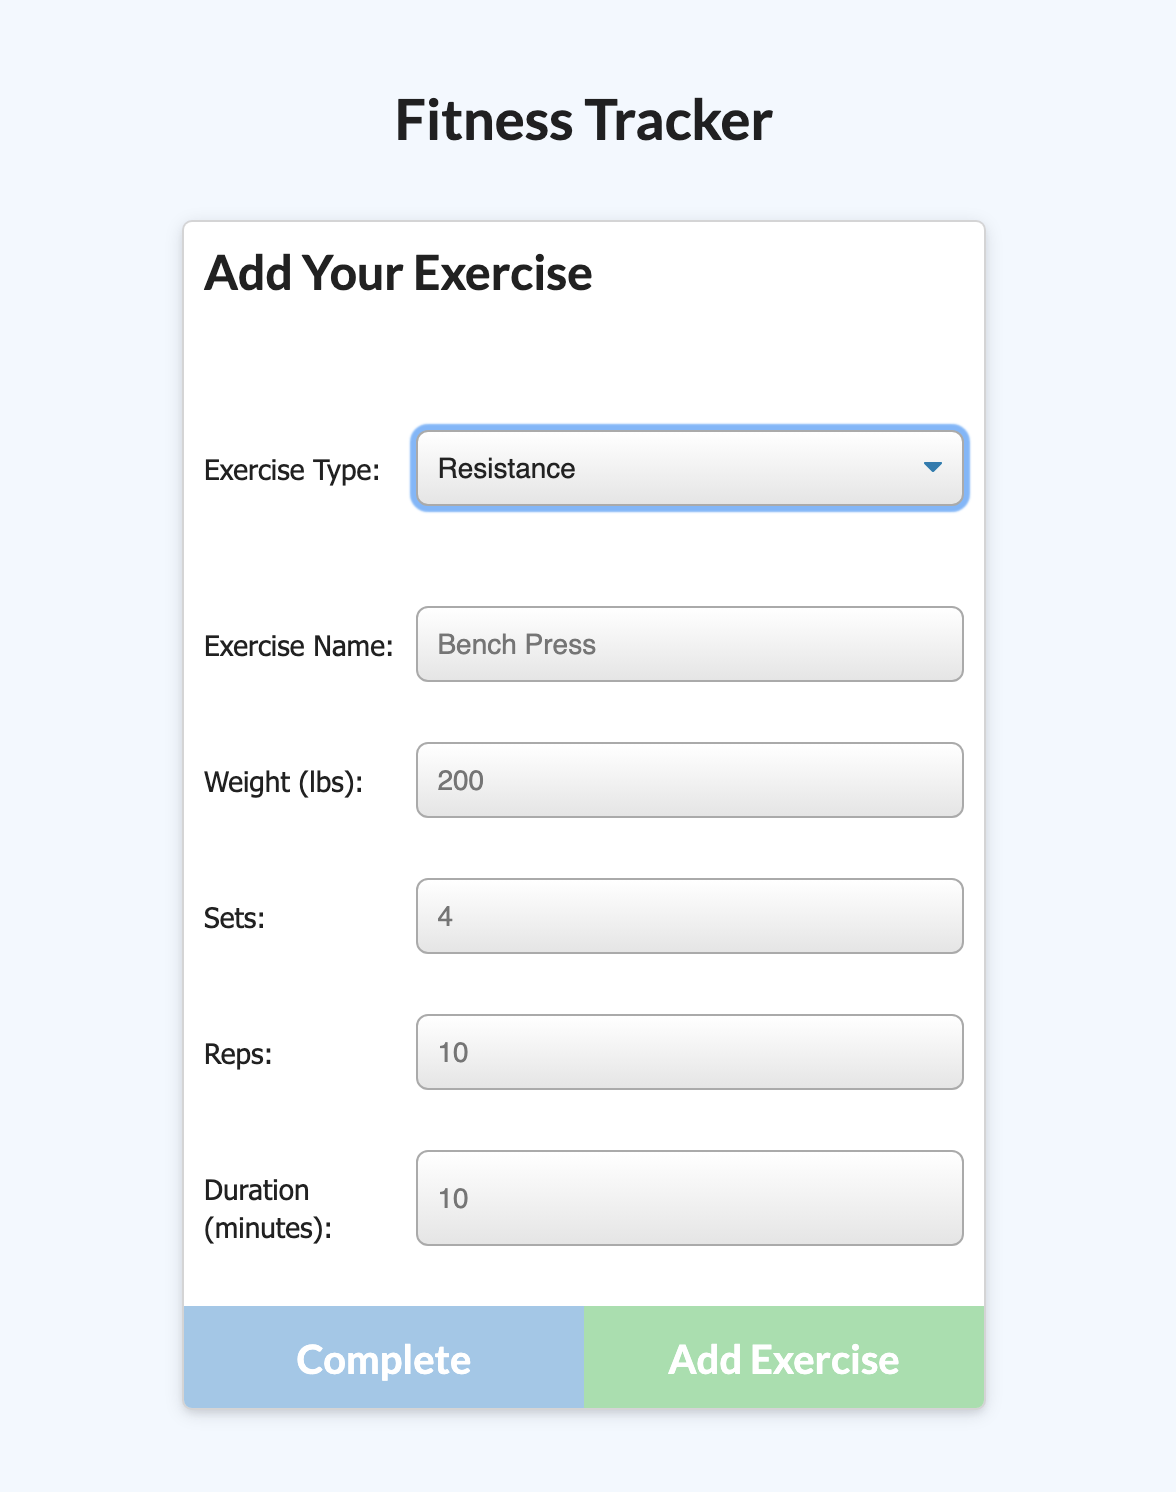 Fitness Tracker
Add Your Exercise
Exercise Type: Resistance
Exercise Name: Bench Press
Weight (lbs): 200
Sets: 4
Reps: 10
Duration
(minutes): 10
Complete Add Exercise